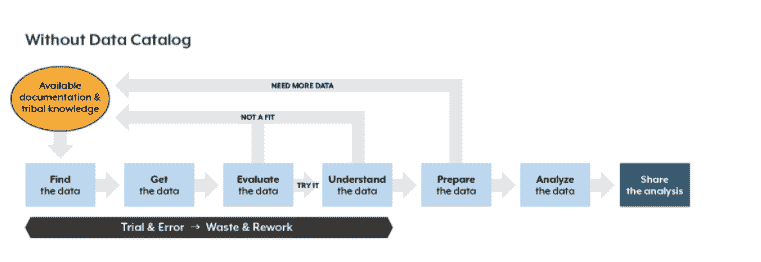 Without Data Catalog
Available
documentation &
tribal knowledge
NEED MORE DATA
NOT A FIT
Find
the data
Get
the data
Evaluate
the data
TRY IT
Understand
the data
Prepare
the data
Analyze
the data
Share
the analysis
Trial & Error → Waste & Rework